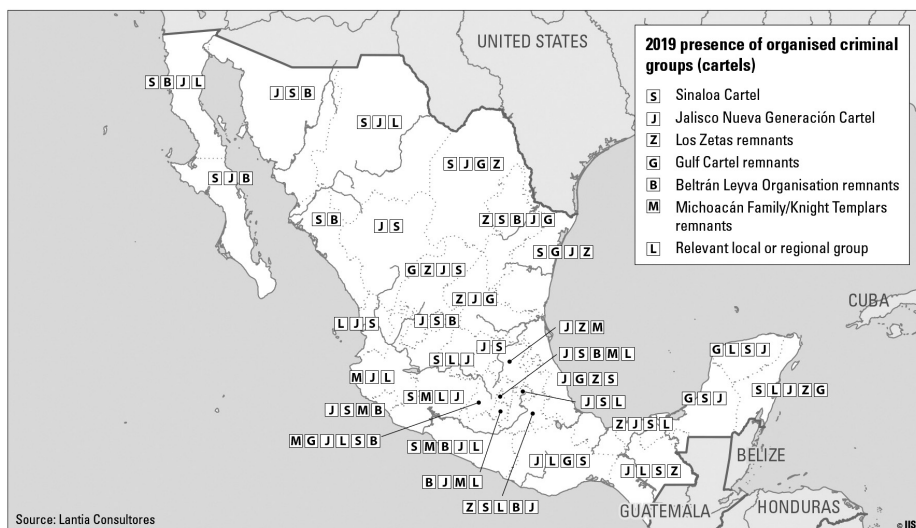 UNITED STATES
2019 presence of organised criminal
groups (cartels)
S Sinaloa Cartel
J Jalisco Nueva Generación Cartel
Z Los Zetas remnants
G Gulf Cartel remnants
B Beltrán Leyva Organisation remnants
M Michoacán Family/Knight Templars
remnants
L Relevant local or regional group
S B J L
J S B
S J L
S J G Z
S J B
S B
J S
Z S B J G
S G J Z
G Z J S
Z J G
CUBA
L J S
J S B
J Z M
J S
J S B M L
G L S J
S L J
M J L
J G Z S
S L J Z G
S M L J
J S L
G S J
J S M B
Z J S L
M G J L S B
S M B J L
BELIZE
J L G S
J L S Z
B J M L
Z S L B J
GUATEMALA
HONDURAS
Source: Lantia Consultores